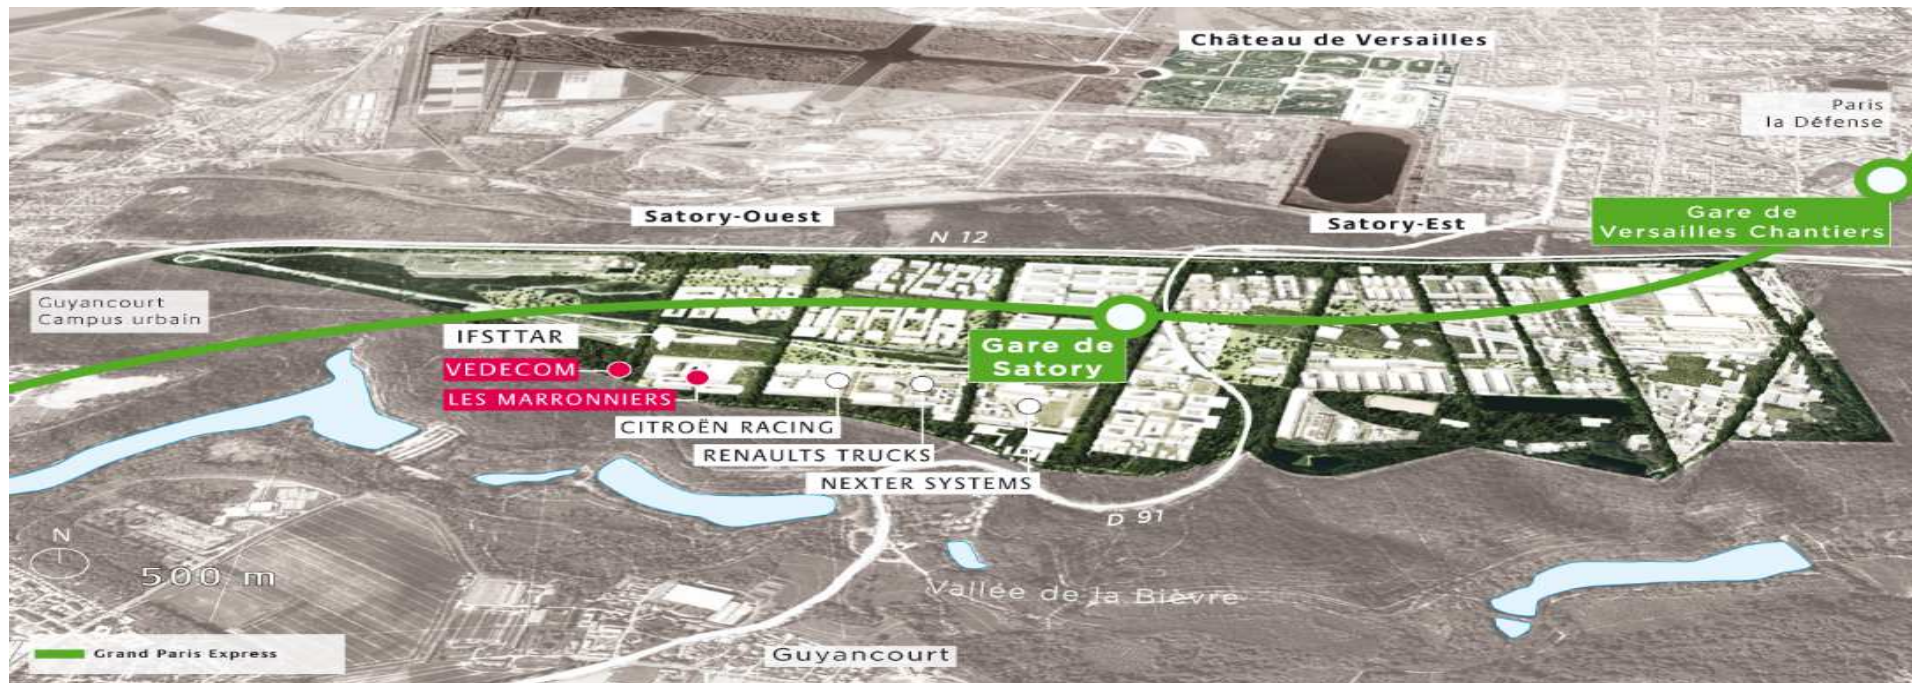 Château de Versailles
Paris
la Défense
Satory-Ouest
Satory-Est
Gare de
Versailles Chantiers
N 12
Guyancourt
Campus urbain
IFSTTAR
VEDECOM
LES MARRONNIERS
Gare de
Satory
CITROËN RACING
RENAULTS TRUCKS
NEXTER SYSTEMS
D 91
N
500 m
Vallée de la Bièvre
Grand Paris Express
Guyancourt